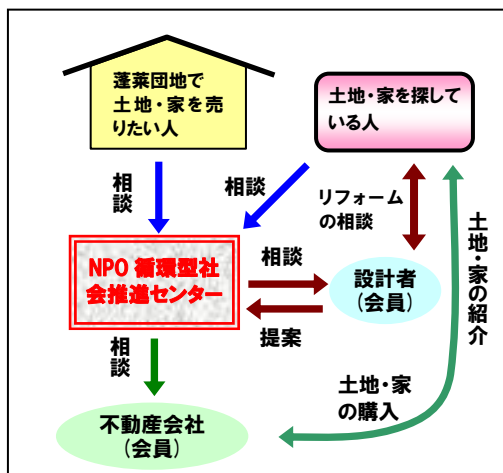 蓬莱団地で
土地・家を売
りたい人
土地・家を探して
いる人
相談
相談
リフォーム
の相談
NPO 循環型社
会推進センター
相談
設計者
(会員)
提案
土地・家の紹介
相談
土地・家
の購入
不動産会社
(会員)